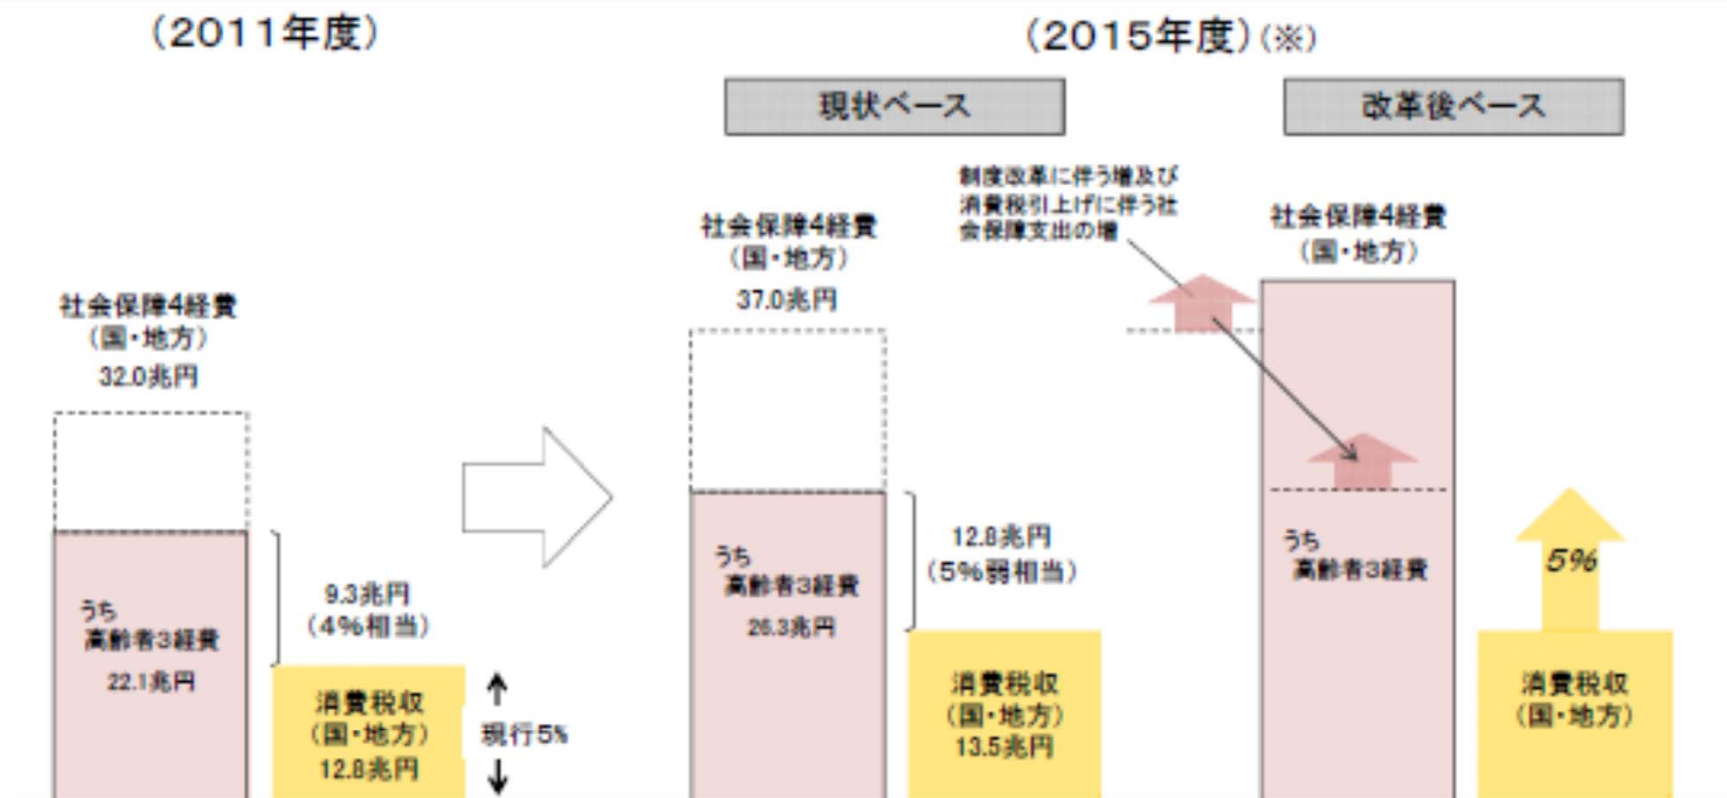 （2011年度）
（2015年度）（※）
現状ベース
改革後ベース
制度改革に伴う増及び
消費税引上げに伴う社
会保障支出の増
社会保障4経費
（国・地方）
32.0兆円
うち
高齢者3経費
22.1兆円
9.3兆円
（4%相当）
消費税収
（国・地方）
12.8兆円
現行5%
社会保障4経費
（国・地方）
37.0兆円
うち
高齢者3経費
26.3兆円
12.8兆円
（5%弱相当）
消費税収
（国・地方）
13.5兆円
社会保障4経費
（国・地方）
うち
高齢者3経費
5%
消費税収
（国・地方）